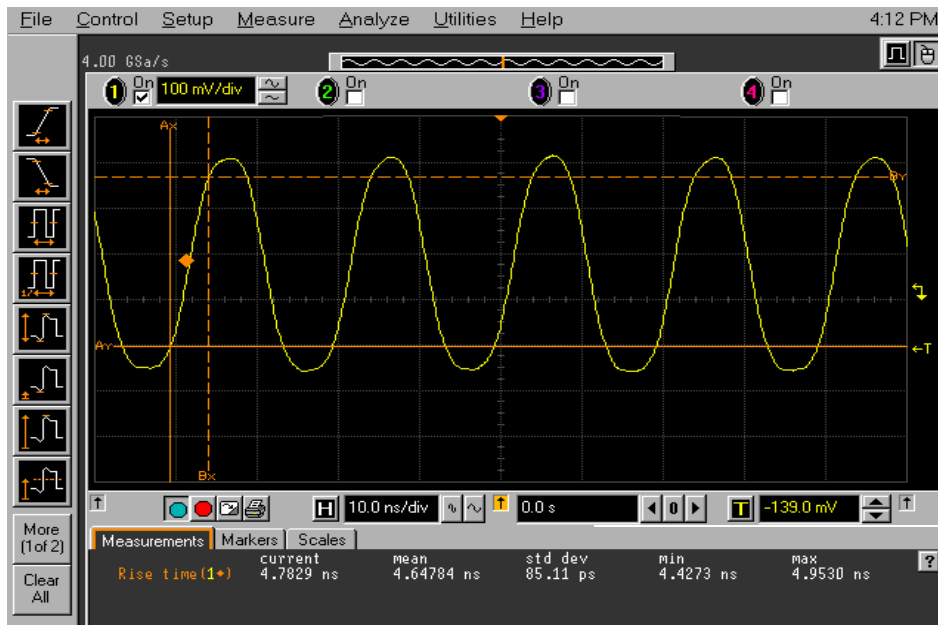 File Control Setup Measure Analyze Utilities Help 4:12 PM
4.00 GSa/s
1 On 100 mV/div 2 On 3 On 4 On
Ax
By
Ay
T
Bx
More
(1of 2)
Clear
All
H 10.0 ns/div 0.0 s 0 T -139.0 mV
Measurements Markers Scales
current mean std dev min max
Rise time(1) 4.7829 ns 4.64784 ns 85.11 ps 4.4273 ns 4.9530 ns
?